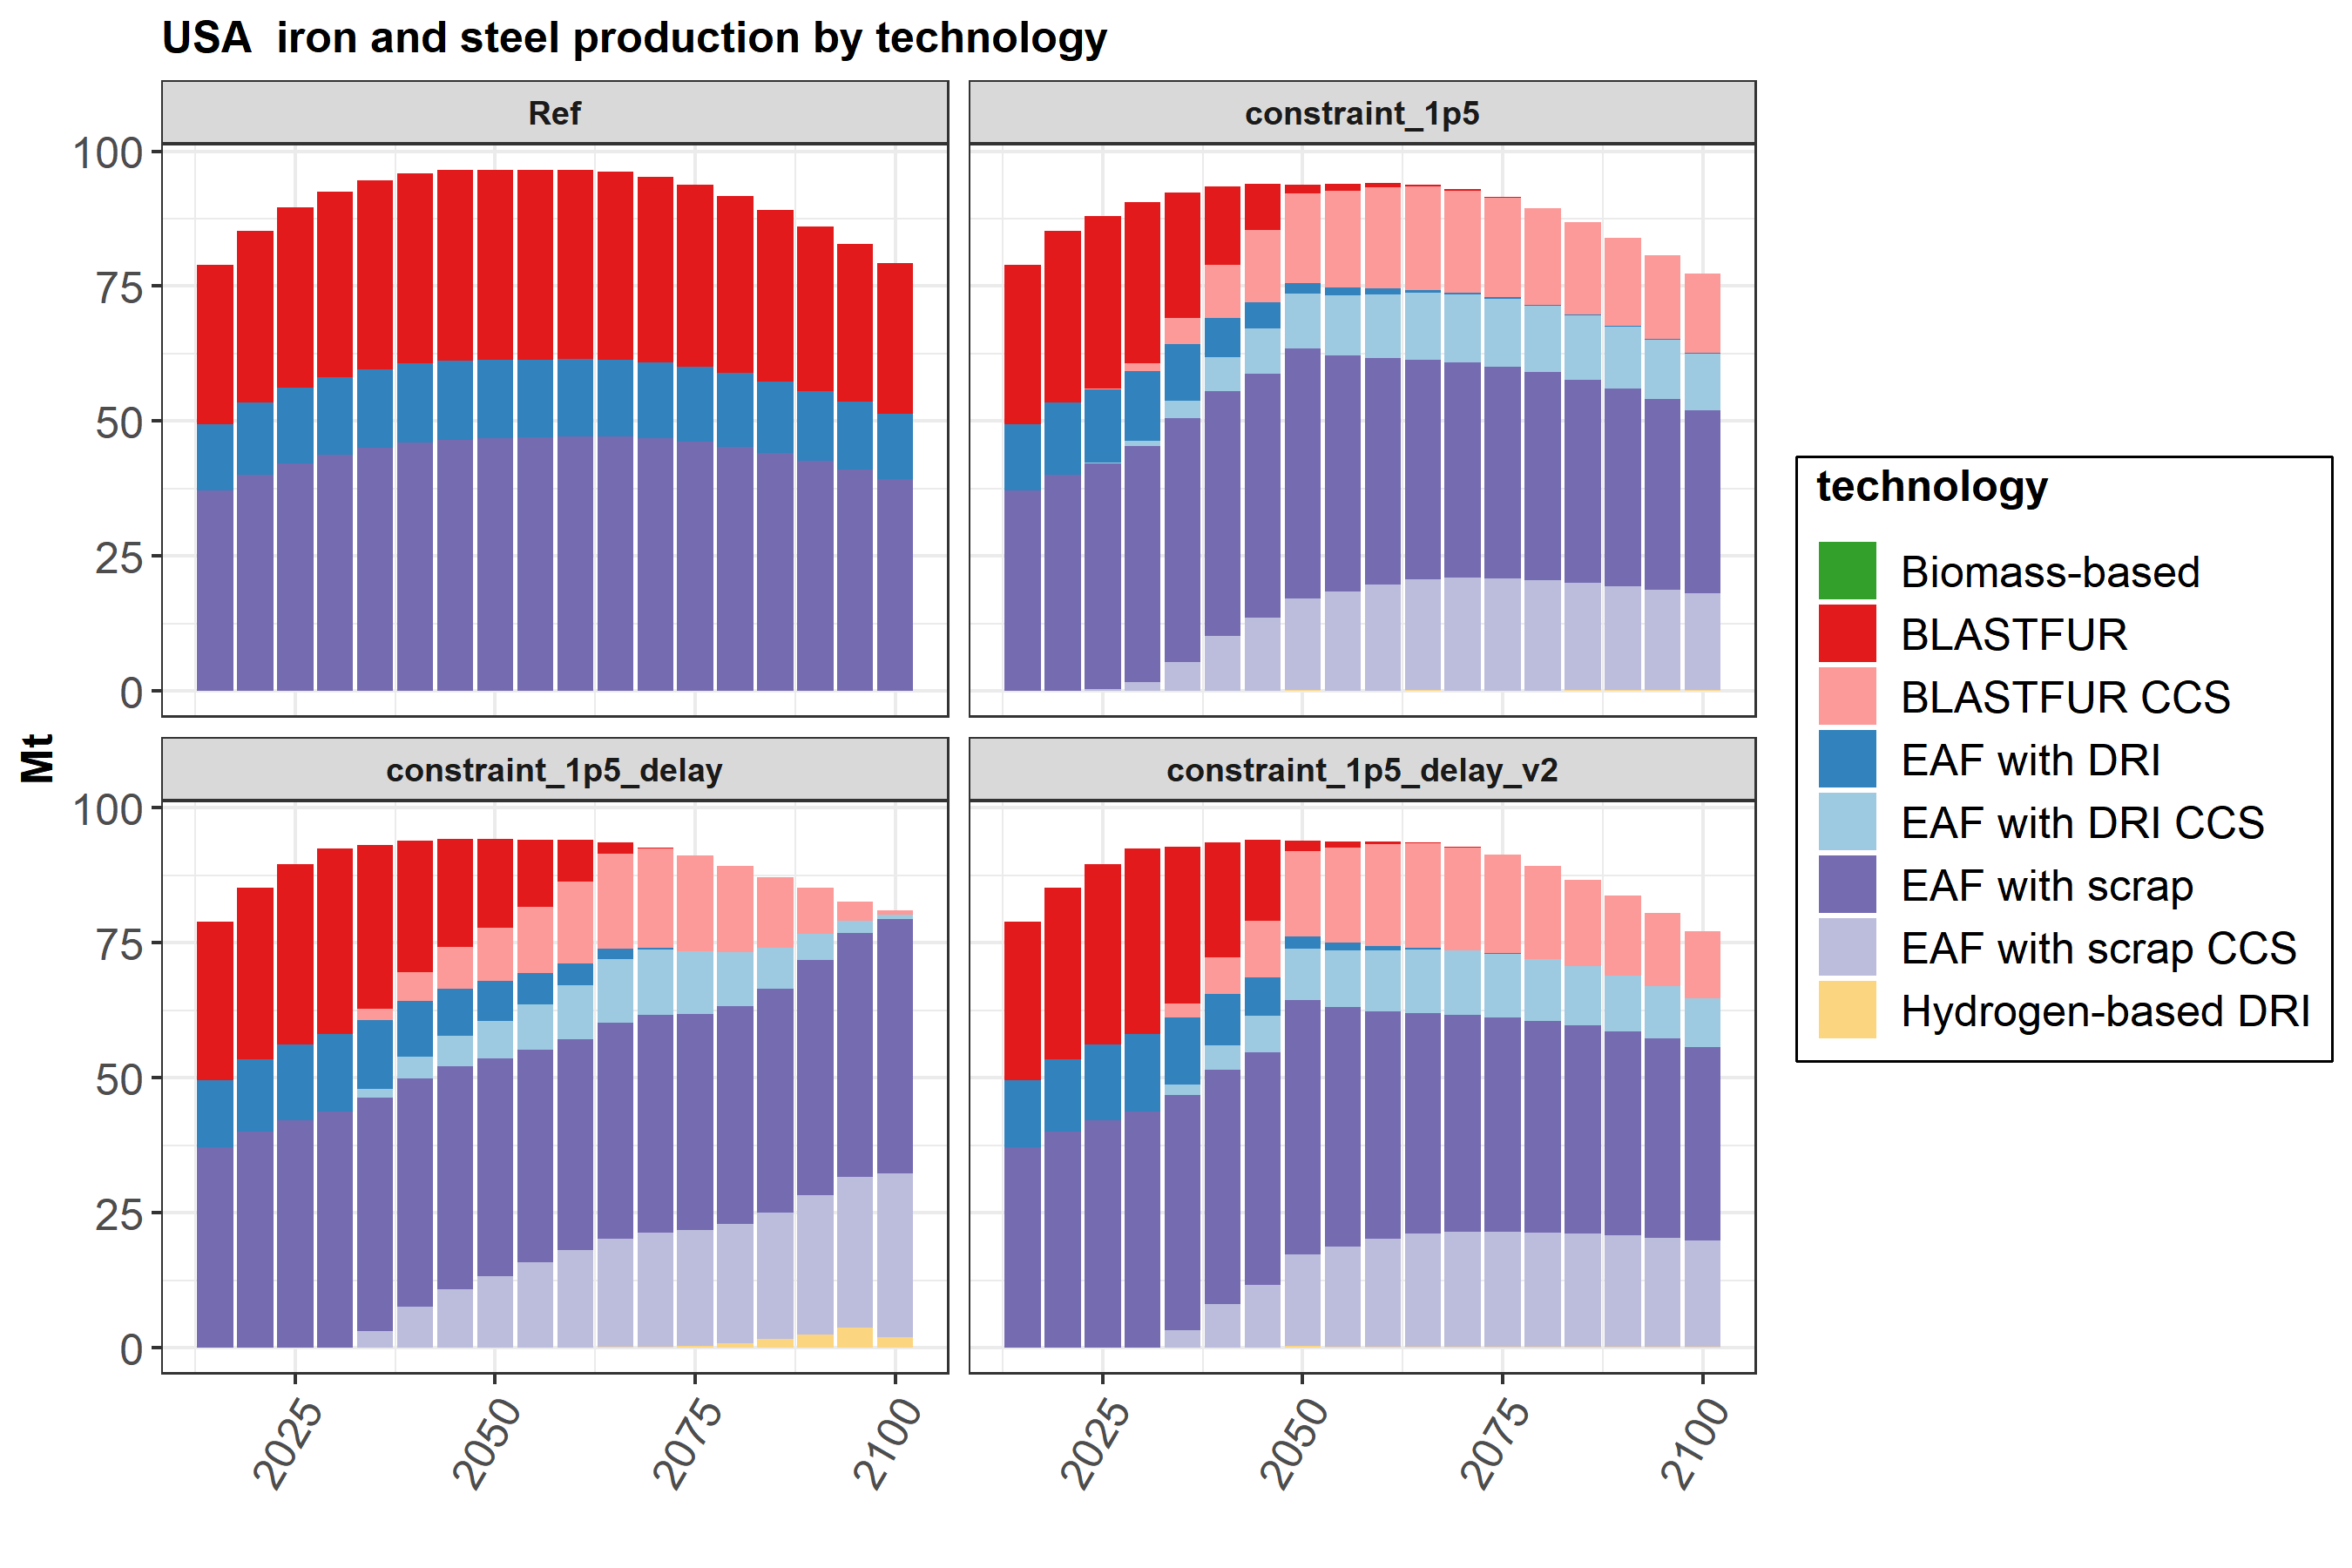 USA  iron and steel production by technology
Ref
constraint_1p5
100
75
50
25
0
Mt
constraint_1p5_delay
constraint_1p5_delay_v2
100
75
50
25
0
2025
2050
2075
2100
2025
2050
2075
2100
technology
Biomass-based
BLASTFUR
BLASTFUR CCS
EAF with DRI
EAF with DRI CCS
EAF with scrap
EAF with scrap CCS
Hydrogen-based DRI